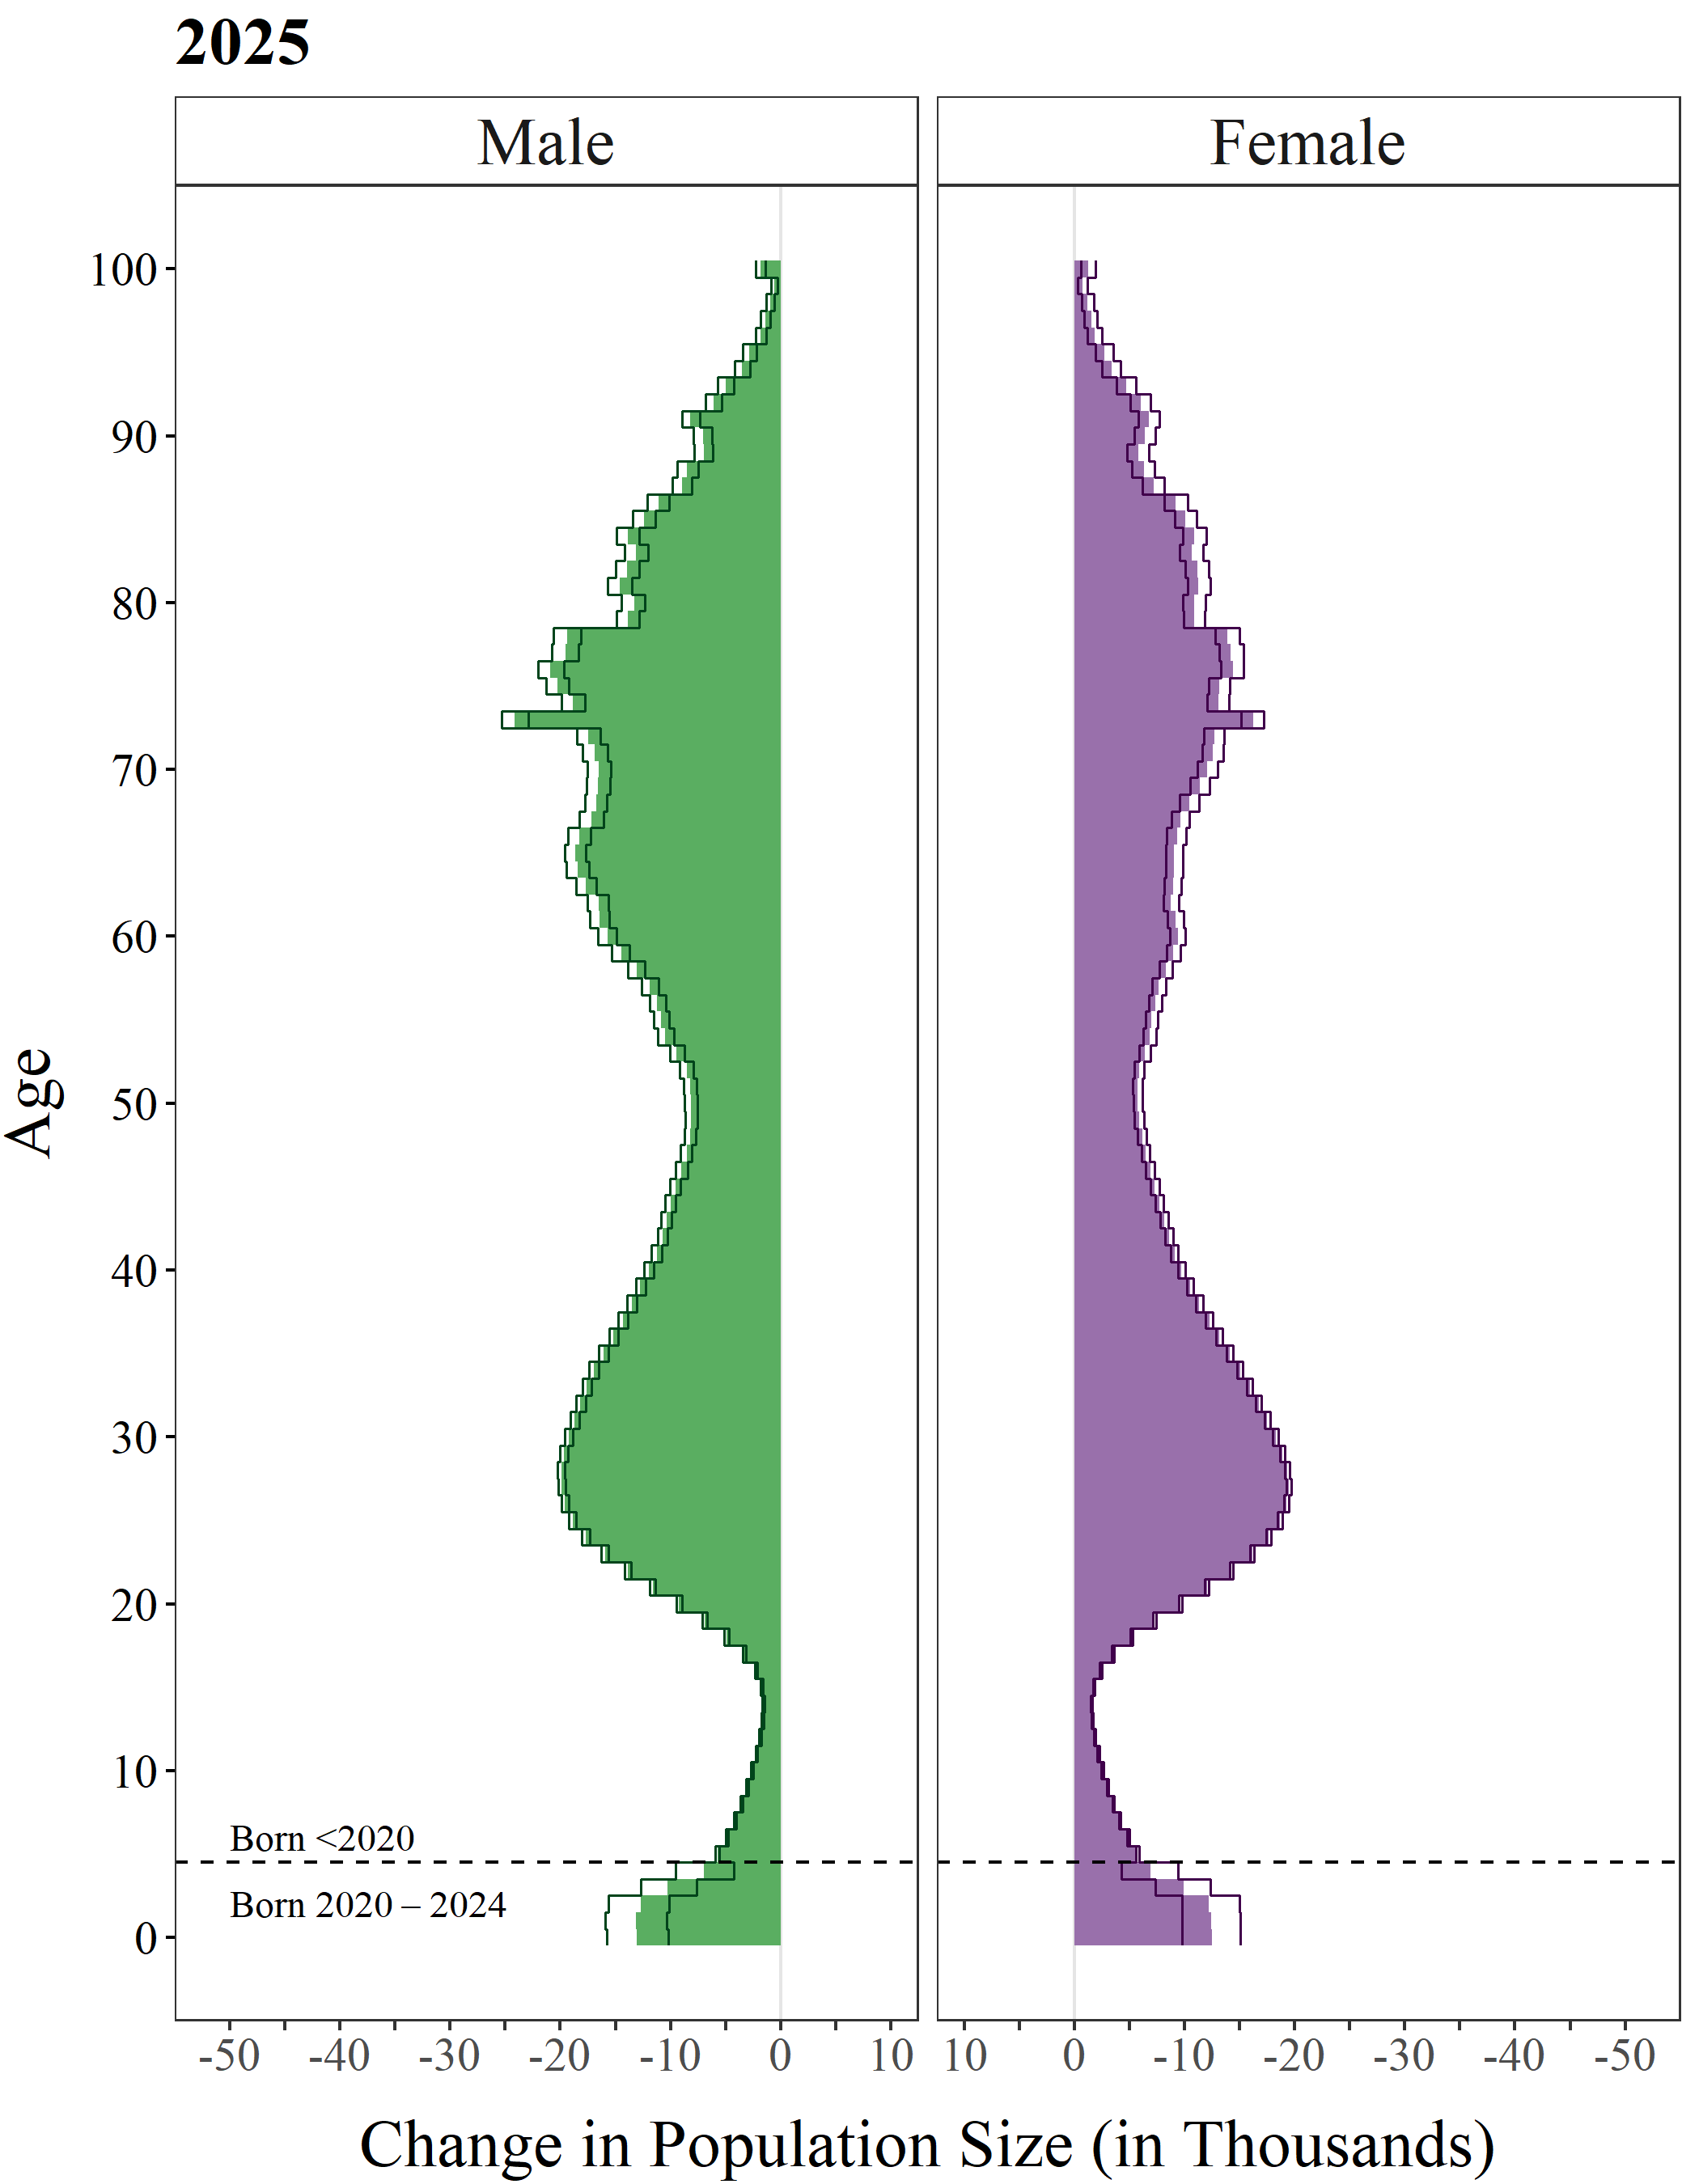 2025
Male
Female
Age
100
90
80
70
60
50
40
30
20
10
0
Born <2020
Born 2020 – 2024
-50 -40 -30 -20 -10 0 10
10 0 -10 -20 -30 -40 -50
Change in Population Size (in Thousands)